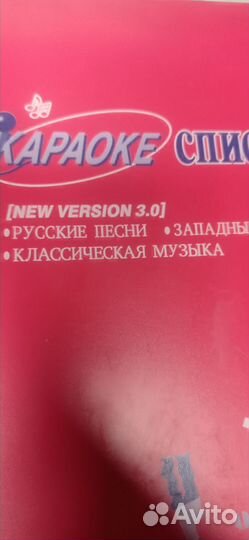 КАРАОКЕ СПИС
[NEW VERSION 3.0]
•РУССКИЕ ПЕСНИ •ЗАПАДНЫ
•КЛАССИЧЕСКАЯ МУЗЫКА
Avito